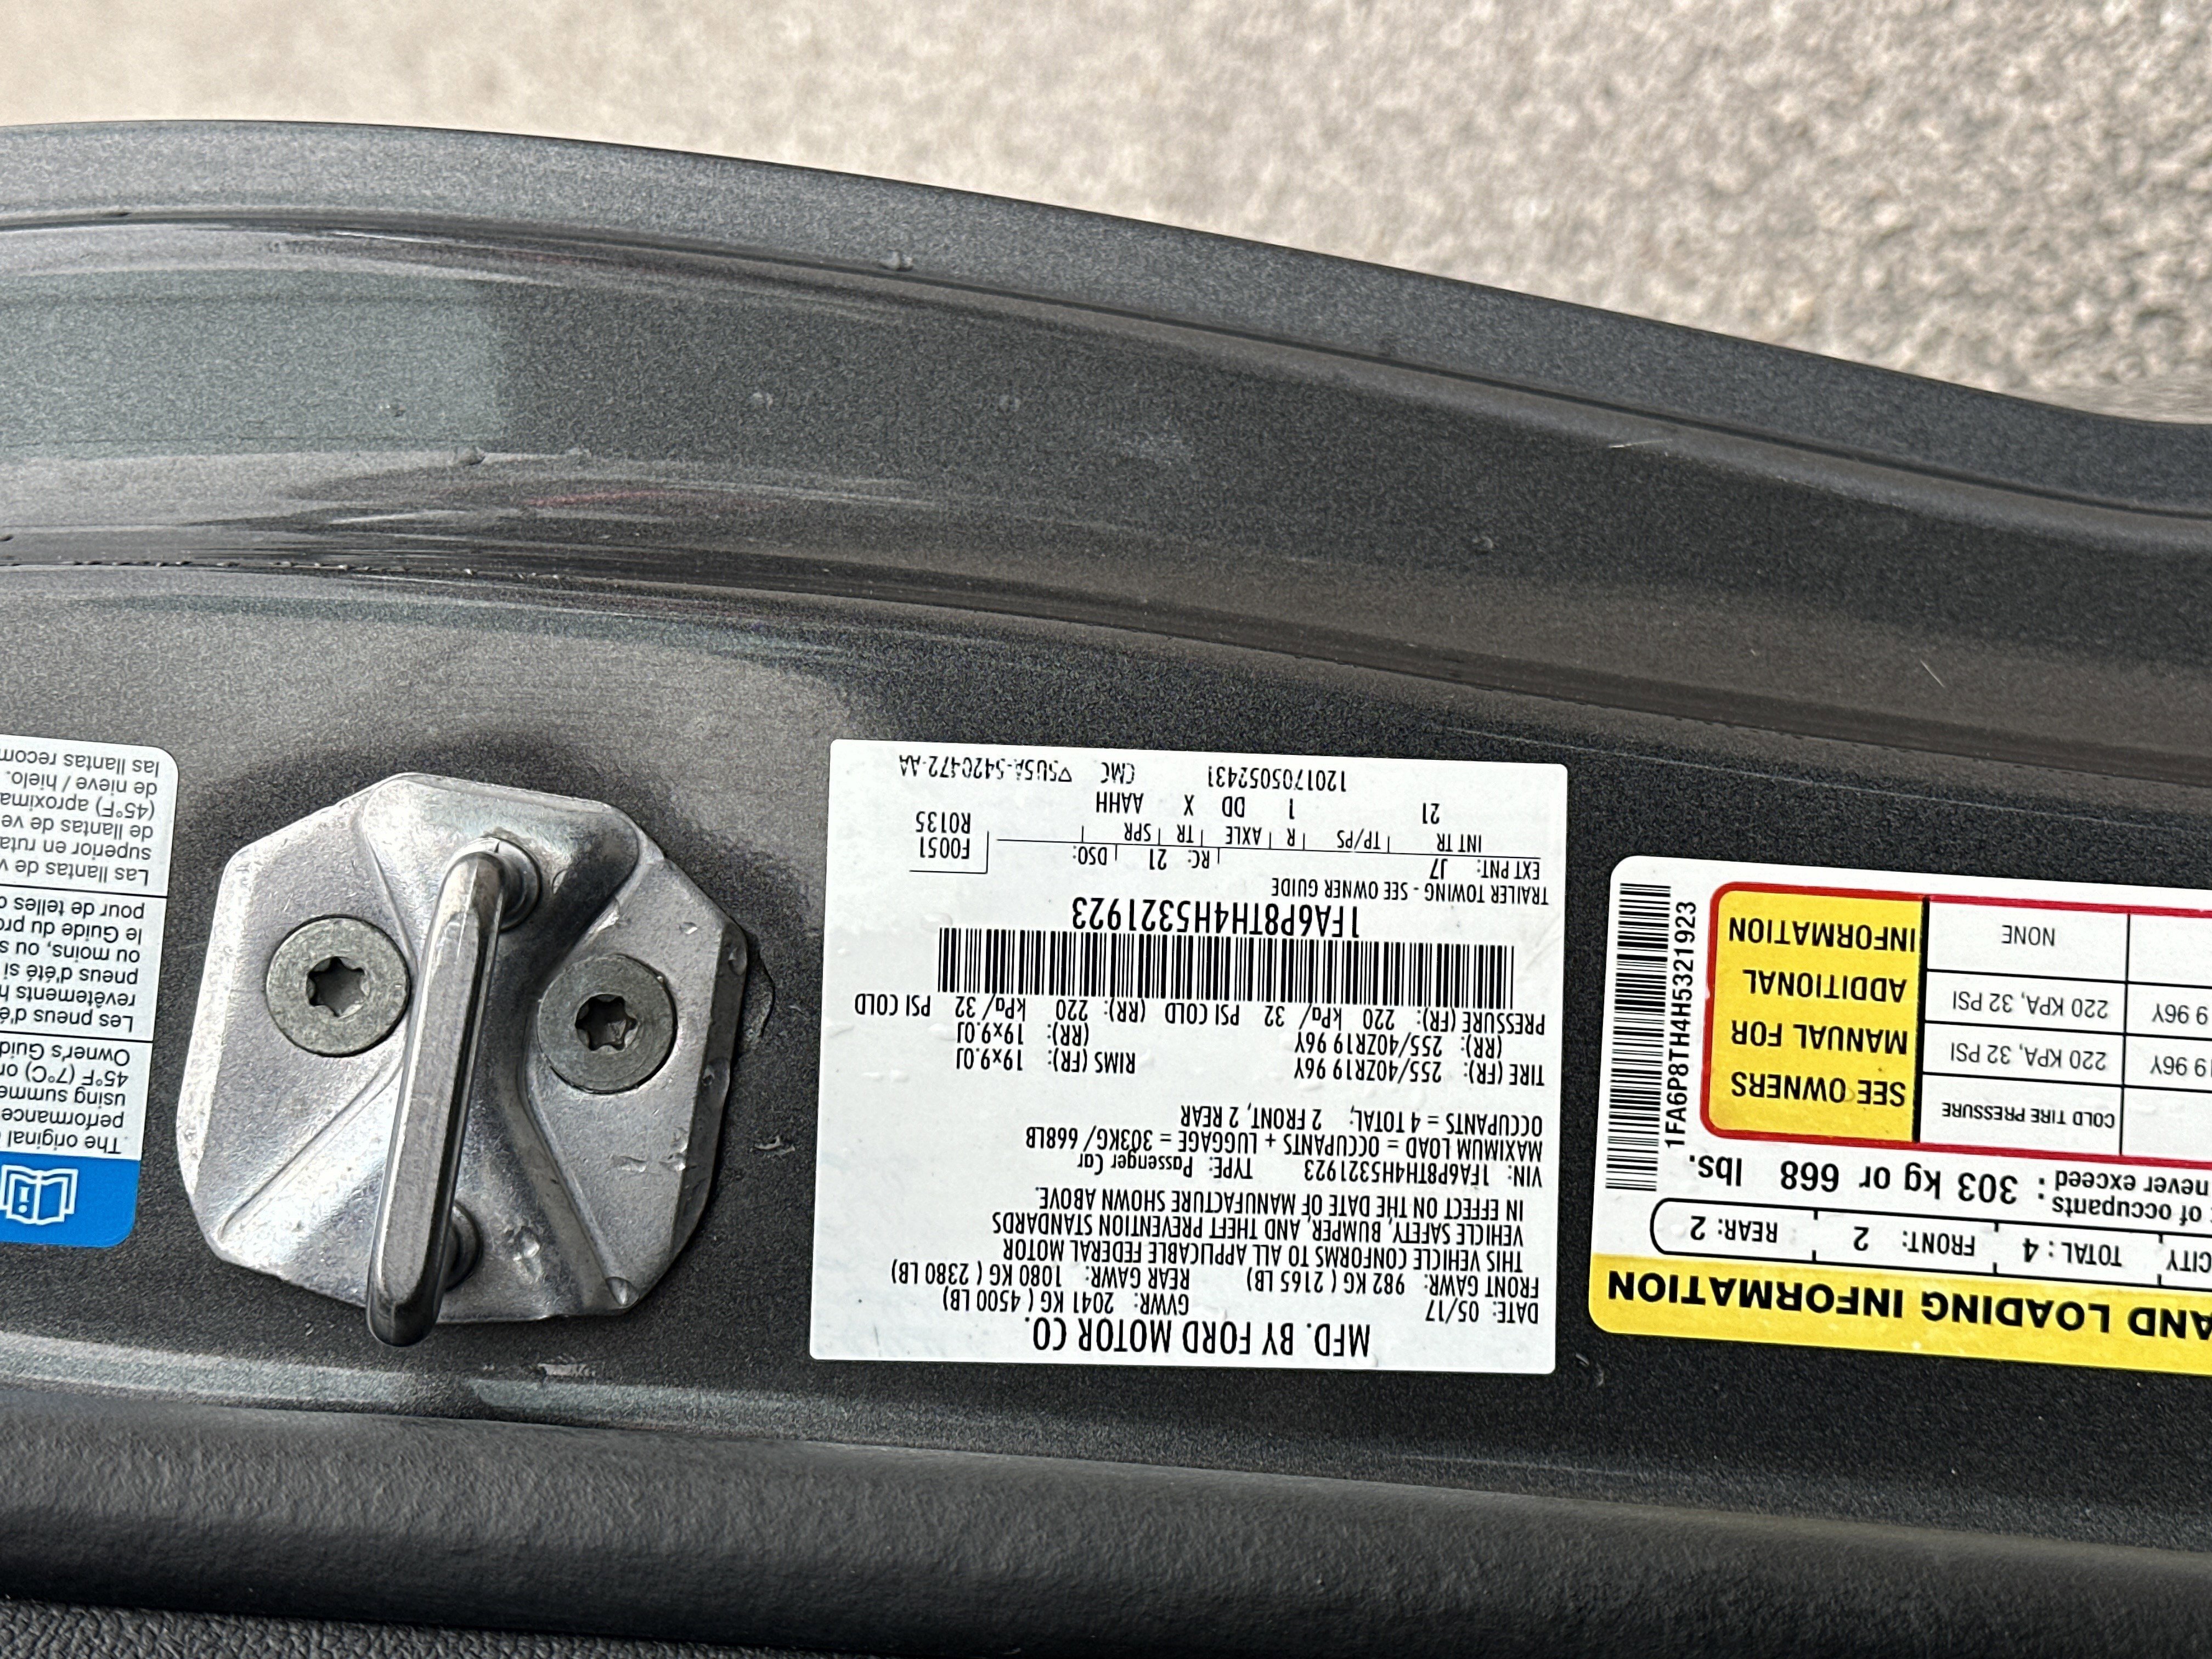 MFD. BY FORD MOTOR CO.
DATE: 05/17 GVWR: 2041 KG ( 4500 LB)
FRONT GAWR: 982 KG ( 2165 LB) REAR GAWR: 1080 KG ( 2380 LB)
THIS VEHICLE CONFORMS TO ALL APPLICABLE FEDERAL MOTOR
VEHICLE SAFETY, BUMPER, AND THEFT PREVENTION STANDARDS
IN EFFECT ON THE DATE OF MANUFACTURE SHOWN ABOVE.
VIN: 1FA6P8TH4H5321923 TYPE: Passenger Car
MAXIMUM LOAD = OCCUPANTS + LUGGAGE = 303KG/ 668LB
OCCUPANTS = 4 TOTAL, 2 FRONT, 2 REAR
TIRE (FR): 255/40ZR19 96Y RIMS (FR): 19x9.0J
(RR): 255/40ZR19 96Y (RR): 19x9.0J
PRESSURE (FR): 220 kPa/ 32 PSI COLD (RR): 220 kPa/ 32 PSI COLD
1FA6P8TH4H5321923
TRAILER TOWING - SEE OWNER GUIDE
EXT PNT: J7 RC: 21 DSO: F0051
INT TR TP/PS R AXLE TR SPR R0135
21 1 DD X AAHH
1201705052431 CMC ▽5U5A-5420472-AA
AND LOADING INFORMATION
CITY TOTAL : 4 FRONT: 2 REAR: 2
of occupants
never exceed : 303 kg or 668 lbs.
COLD TIRE PRESSURE
9 96Y 220 KPA, 32 PSI
9 96Y 220 KPA, 32 PSI
NONE
SEE OWNERS
MANUAL FOR
ADDITIONAL
INFORMATION
1FA6P8TH4H5321923
The original
performance
using summe
45°F (7°C) or
Owner's Guid
Les pneus d'é
revêtements h
pneus d'été si
ou moins, ou s
le Guide du pro
pour de telles c
Las llantas de v
superior en ruta
de llantas de ve
(45°F) aproxima
de nieve / hielo.
las llantas recom